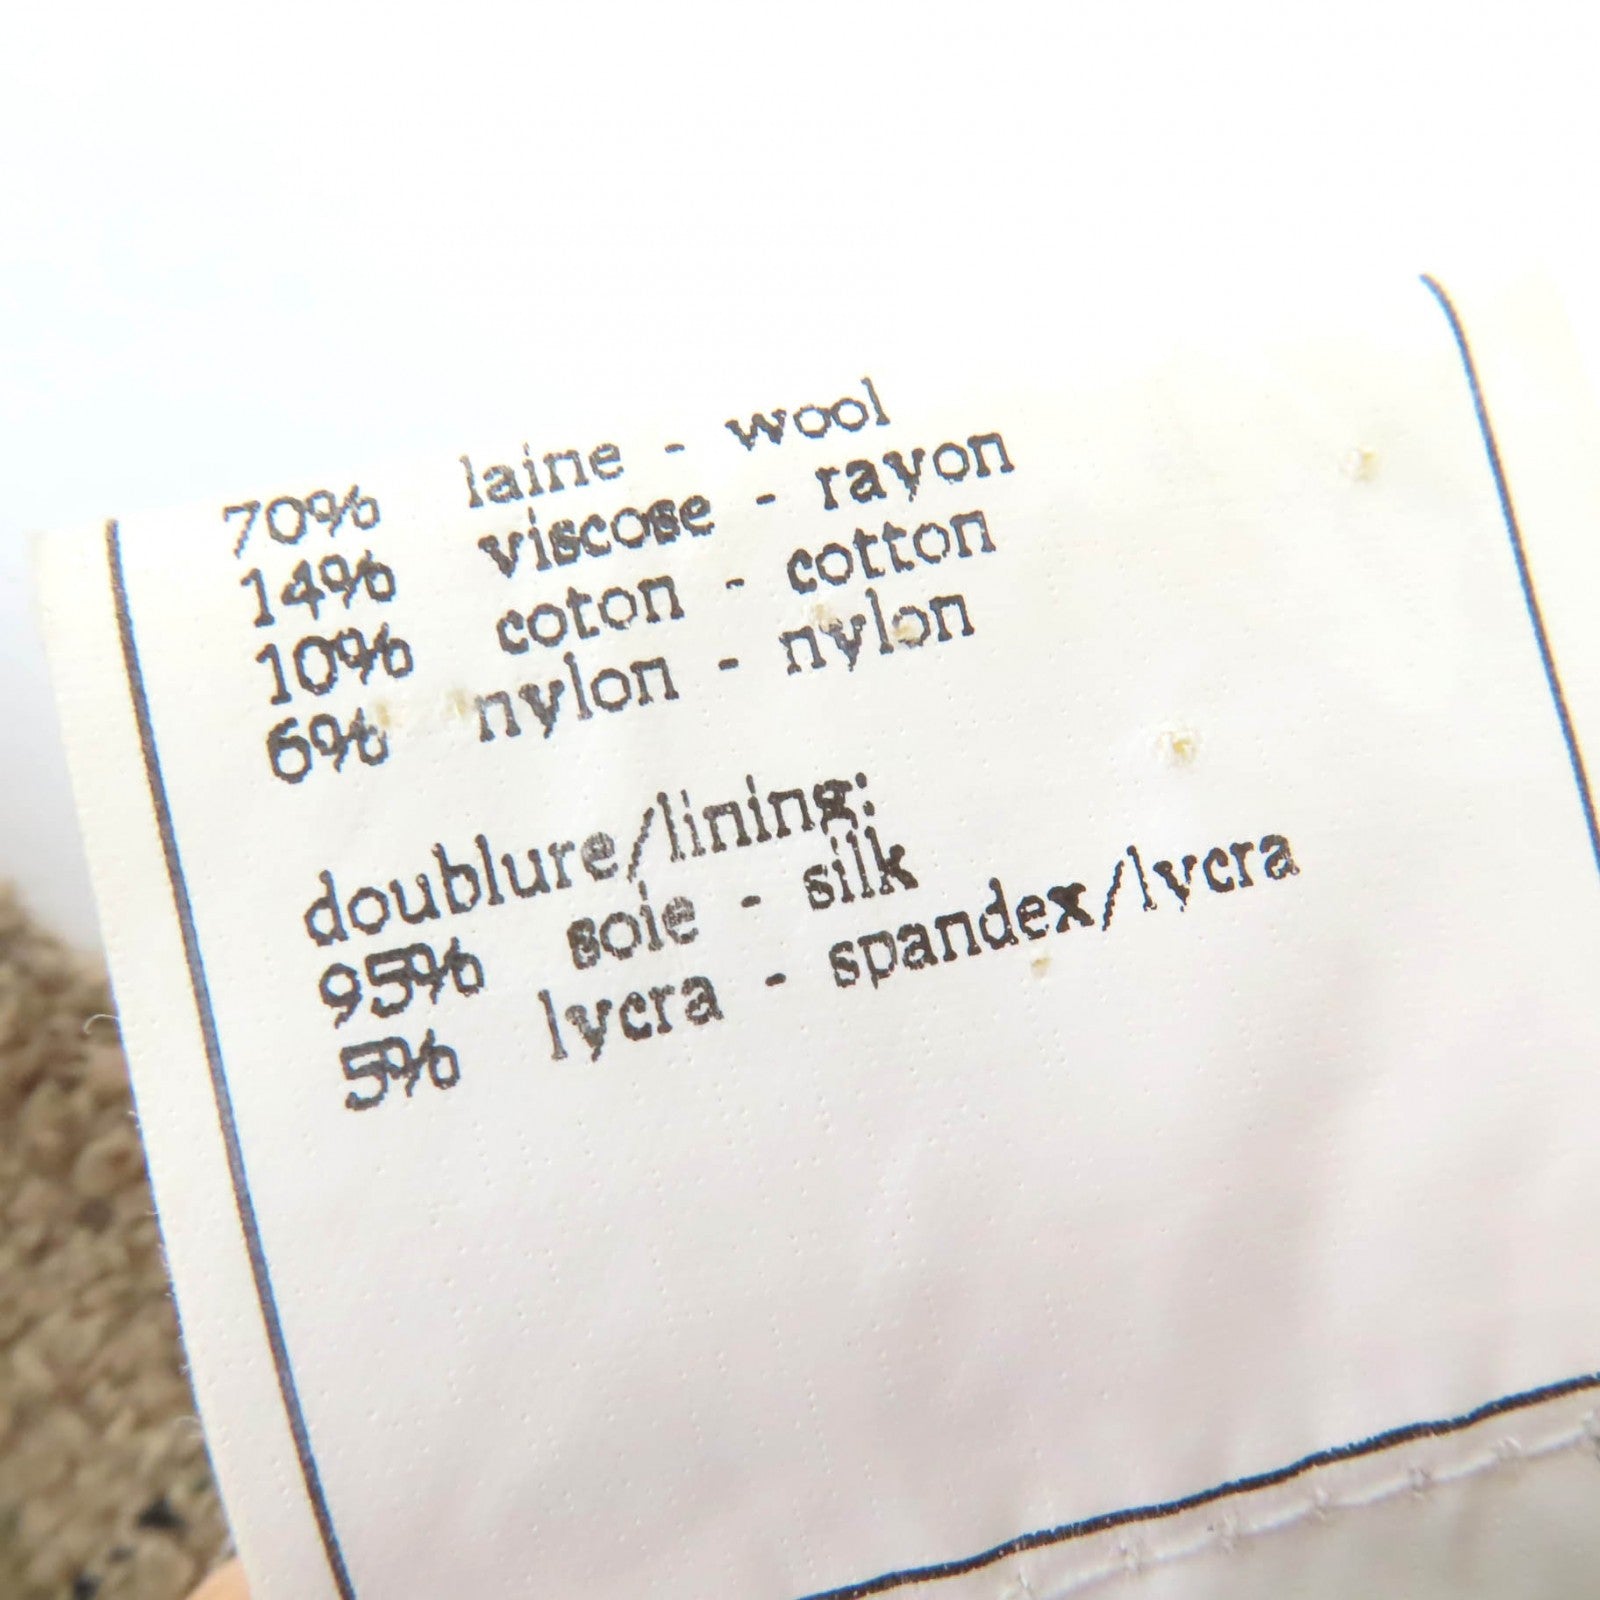 70% laine - wool
14% viscose - rayon
10% coton - cotton
6% nylon - nylon
doublure/lining:
95% soie - silk
5% lycra - spandex/lycra